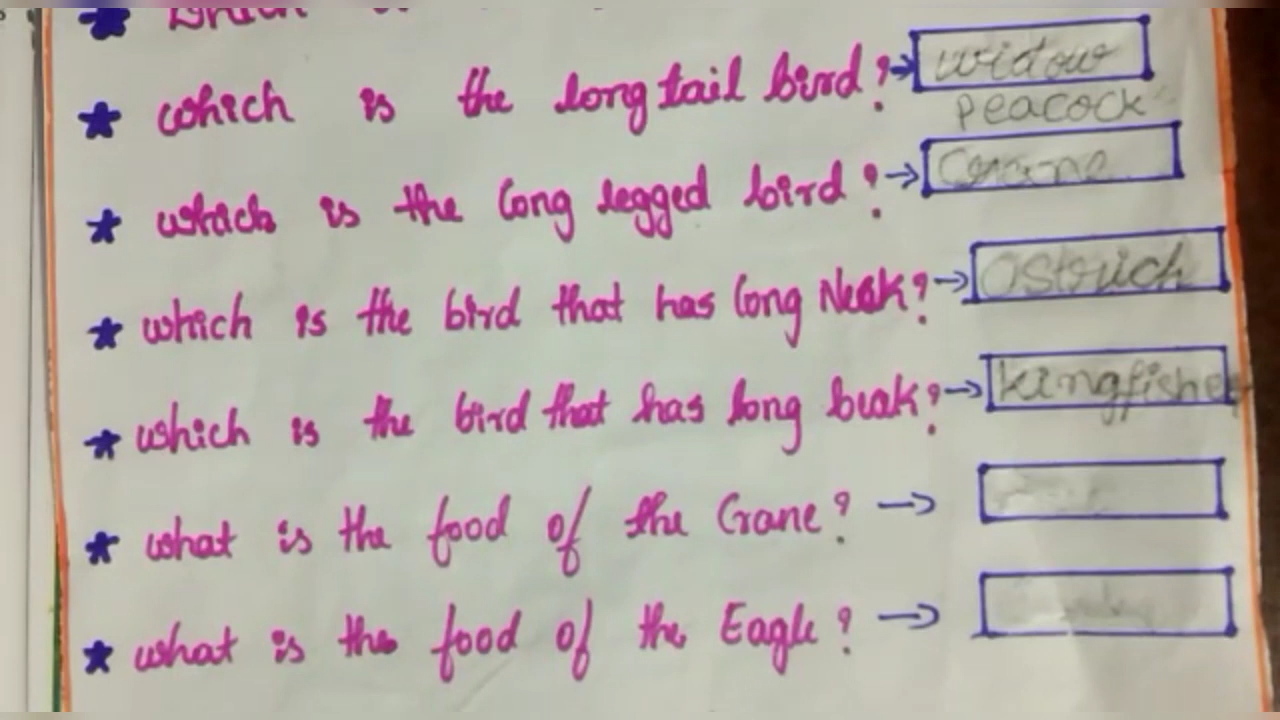 which is the long tail bird? → widow
peacock
which is the long legged bird? → Crane
which is the bird that has long Neak? → Ostrich
which is the bird that has long beak? → kingfisher
what is the food of the Crane? →
what is the food of the Eagle? →